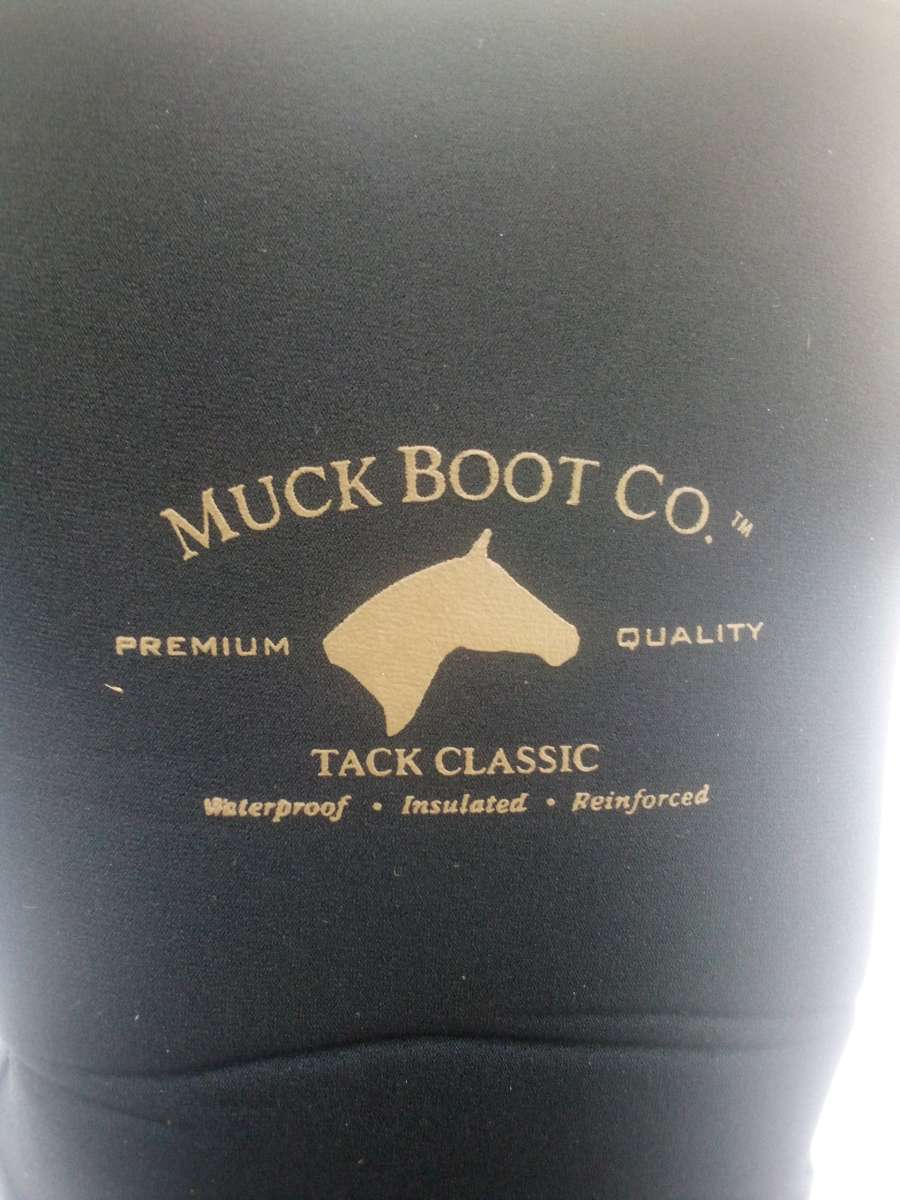 MUCK BOOT CO.™
PREMIUM QUALITY
TACK CLASSIC
Waterproof • Insulated • Reinforced